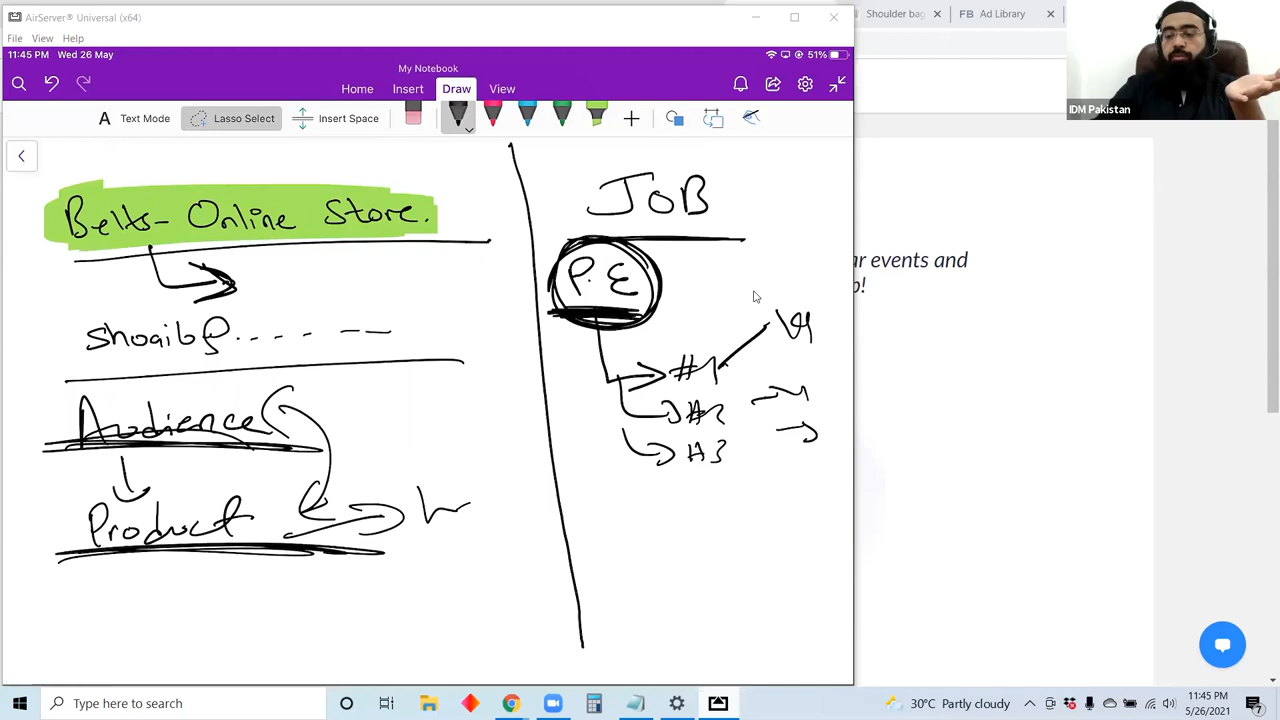 AirServer® Universal (x64)
File View Help
11:45 PM Wed 26 May
51%
My Notebook
Home Insert Draw View
A Text Mode Lasso Select Insert Space
Belts- Online Store.
Audience
Product
JOB
P.E
#1
#2
#3
Shoulder bag
FB Ad Library
IDM Pakistan
ar events and
Type here to search
30°C Partly cloudy
11:45 PM
5/26/2021
7